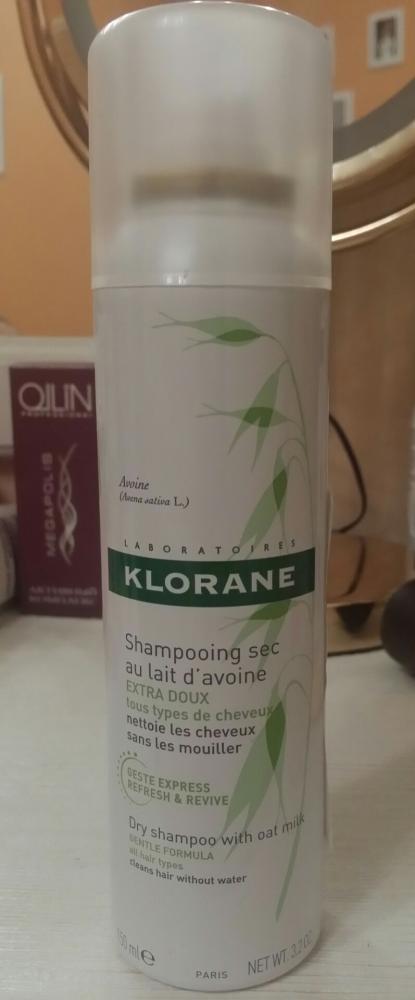 OLLIN
PROFESSIONAL
MEGAPOLIS
Avoine
(Avena sativa L.)
LABORATOIRES
KLORANE
Shampooing sec
au lait d'avoine
EXTRA DOUX
tous types de cheveux
nettoie les cheveux
sans les mouiller
GESTE EXPRESS
REFRESH & REVIVE
Dry shampoo with oat milk
GENTLE FORMULA
all hair types
cleans hair without water
150 ml e
PARIS
NET WT. 3.2 OZ.